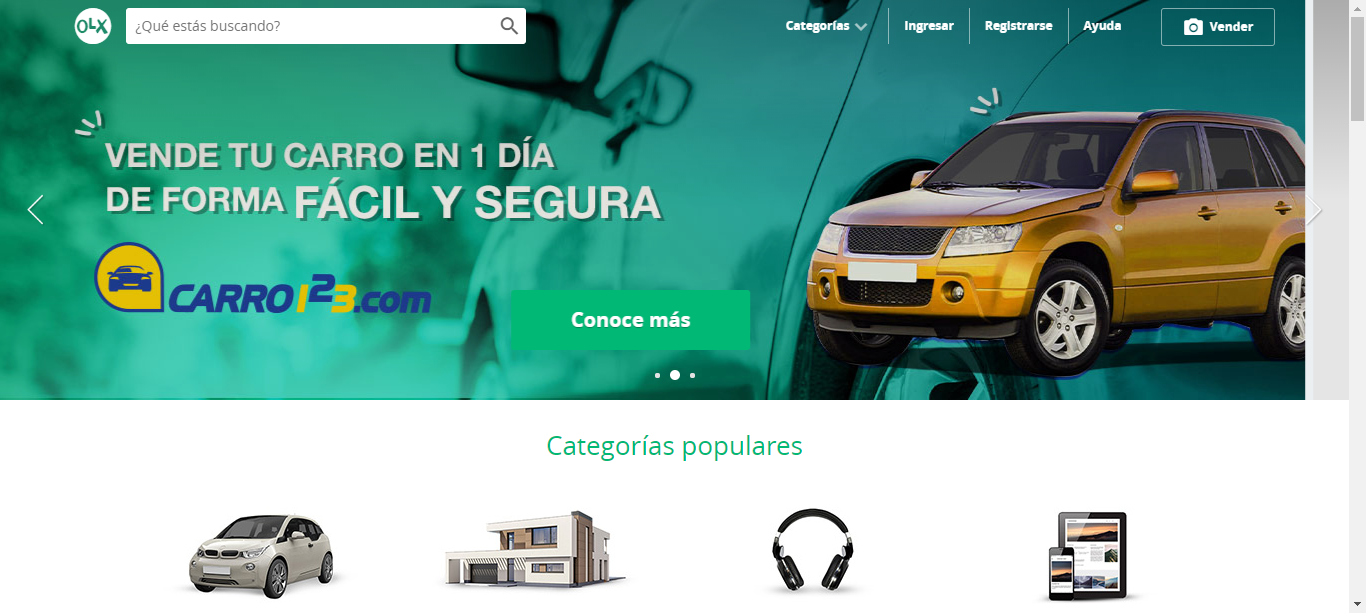 OLX
¿Qué estás buscando?
Categorías
Ingresar
Registrarse
Ayuda
Vender
VENDE TU CARRO EN 1 DÍA
DE FORMA FÁCIL Y SEGURA
CARRO123.com
Conoce más
Categorías populares